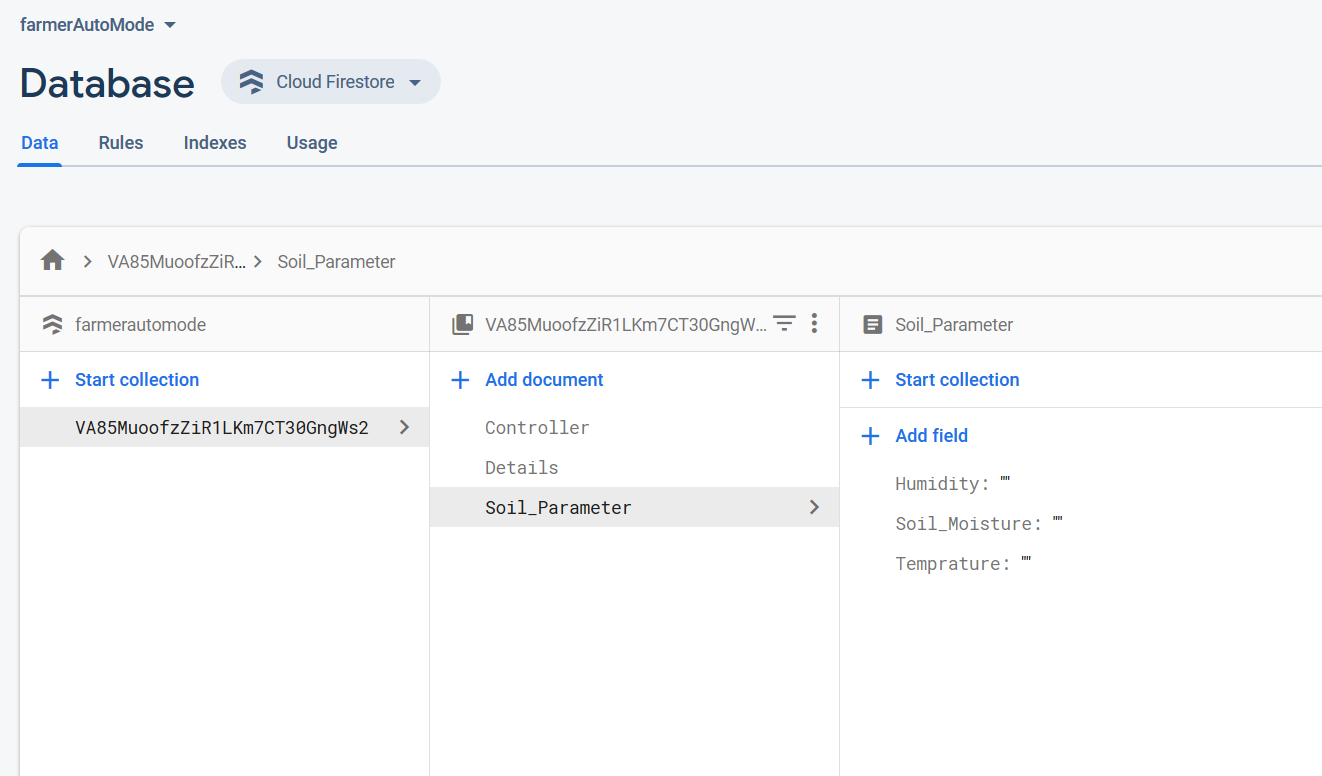 farmerAutoMode
Database
Cloud Firestore
Data Rules Indexes Usage
VA85MuoofzZiR... Soil_Parameter
farmerautomode
VA85MuoofzZiR1LKm7CT30GngW...
Soil_Parameter
Start collection
Add document
Start collection
VA85MuoofzZiR1LKm7CT30GngWs2
Controller
Details
Soil_Parameter
Add field
Humidity: ""
Soil_Moisture: ""
Temprature: ""